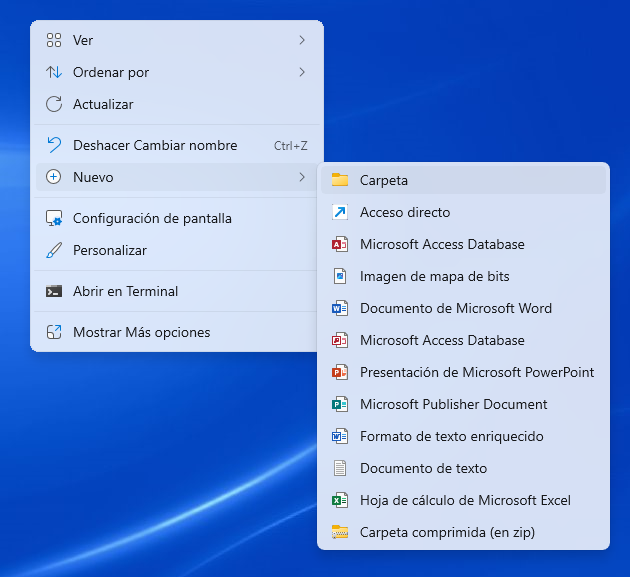 Ver
Ordenar por
Actualizar
Deshacer Cambiar nombre Ctrl+Z
Nuevo
Configuración de pantalla
Personalizar
Abrir en Terminal
Mostrar Más opciones
Carpeta
Acceso directo
Microsoft Access Database
Imagen de mapa de bits
Documento de Microsoft Word
Microsoft Access Database
Presentación de Microsoft PowerPoint
Microsoft Publisher Document
Formato de texto enriquecido
Documento de texto
Hoja de cálculo de Microsoft Excel
Carpeta comprimida (en zip)